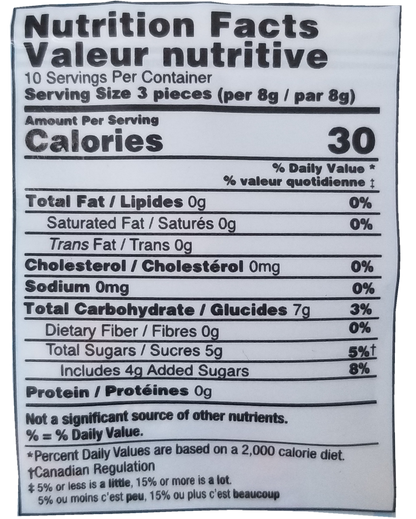 Nutrition Facts
Valeur nutritive
10 Servings Per Container
Serving Size 3 pieces (per 8g / par 8g)
Amount Per Serving
Calories 30
% Daily Value *
% valeur quotidienne ‡
Total Fat / Lipides 0g 0%
Saturated Fat / Saturés 0g 0%
Trans Fat / Trans 0g
Cholesterol / Cholestérol 0mg 0%
Sodium 0mg 0%
Total Carbohydrate / Glucides 7g 3%
Dietary Fiber / Fibres 0g 0%
Total Sugars / Sucres 5g 5%†
Includes 4g Added Sugars 8%
Protein / Protéines 0g
Not a significant source of other nutrients.
% = % Daily Value.
*Percent Daily Values are based on a 2,000 calorie diet.
†Canadian Regulation
‡ 5% or less is a little, 15% or more is a lot.
5% ou moins c'est peu, 15% ou plus c'est beaucoup